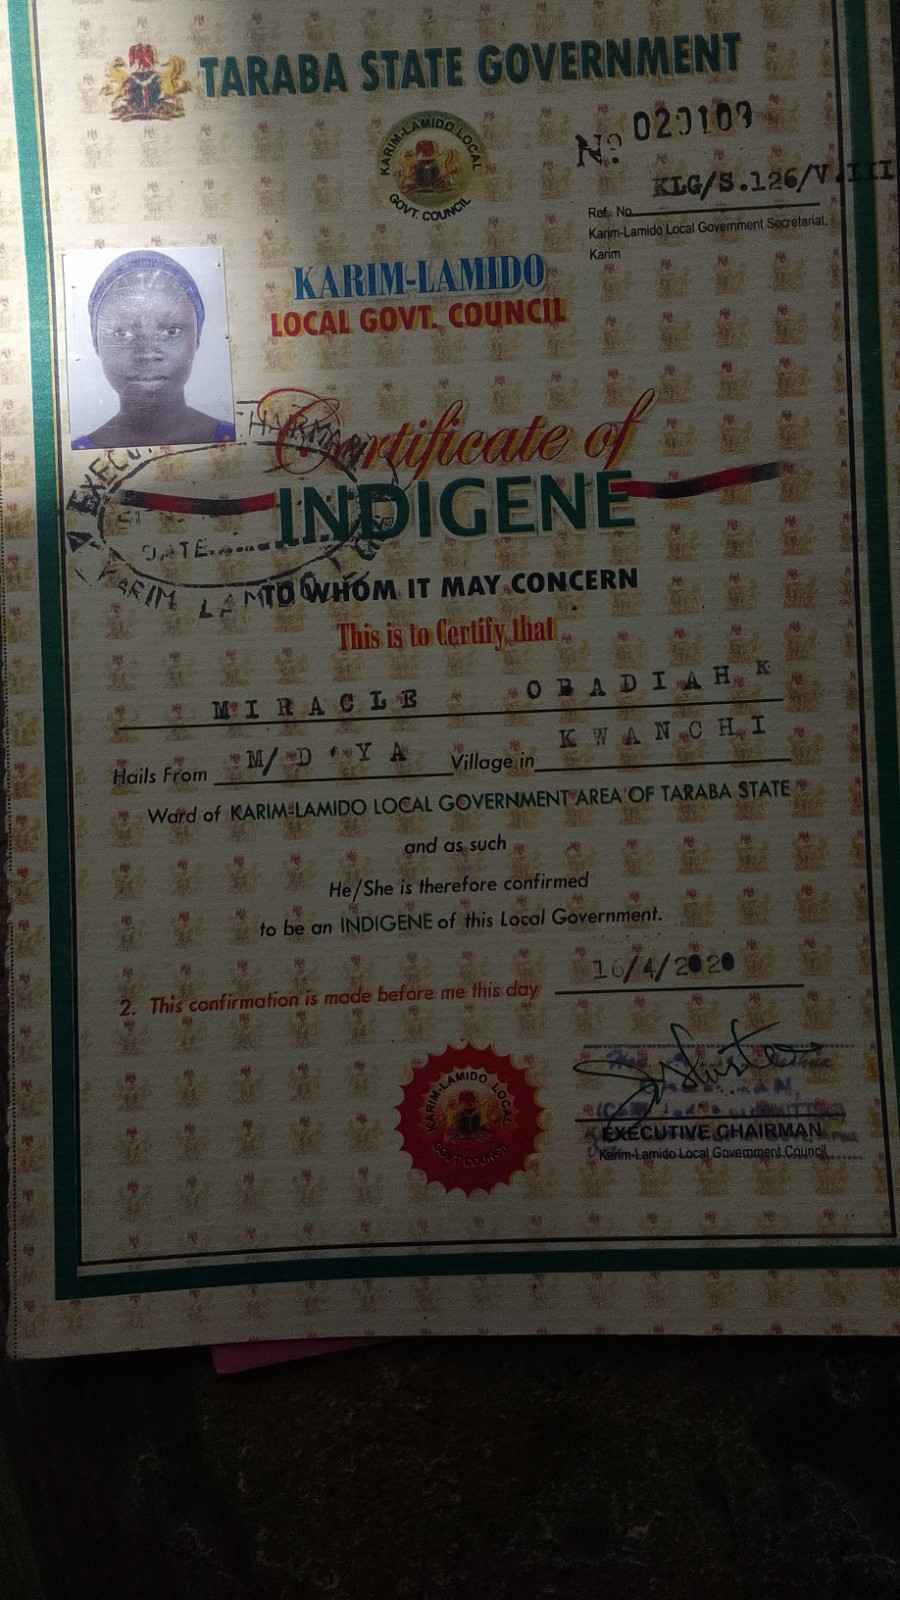 TARABA STATE GOVERNMENT
KARIM-LAMIDO LOCAL
GOVT. COUNCIL
No
KLG/S.126/V.III
Ref. No
Karim-Lamido Local Government Secretariat,
Karim
KARIM-LAMIDO
LOCAL GOVT. COUNCIL
Certificate of
INDIGENE
DATE
KARIM LAMIDO
TO WHOM IT MAY CONCERN
This is to Certify that
MIRACLE OBADIAH K
Hails From M/D'YA Village in KWANCHI
Ward of KARIM-LAMIDO LOCAL GOVERNMENT AREA OF TARABA STATE
and as such
He/She is therefore confirmed
to be an INDIGENE of this Local Government.
2. This confirmation is made before me this day 16/4/2020
KARIM-LAMIDO LOCAL
GOVT COUNCIL
EXECUTIVE CHAIRMAN
Karim-Lamido Local Government Council